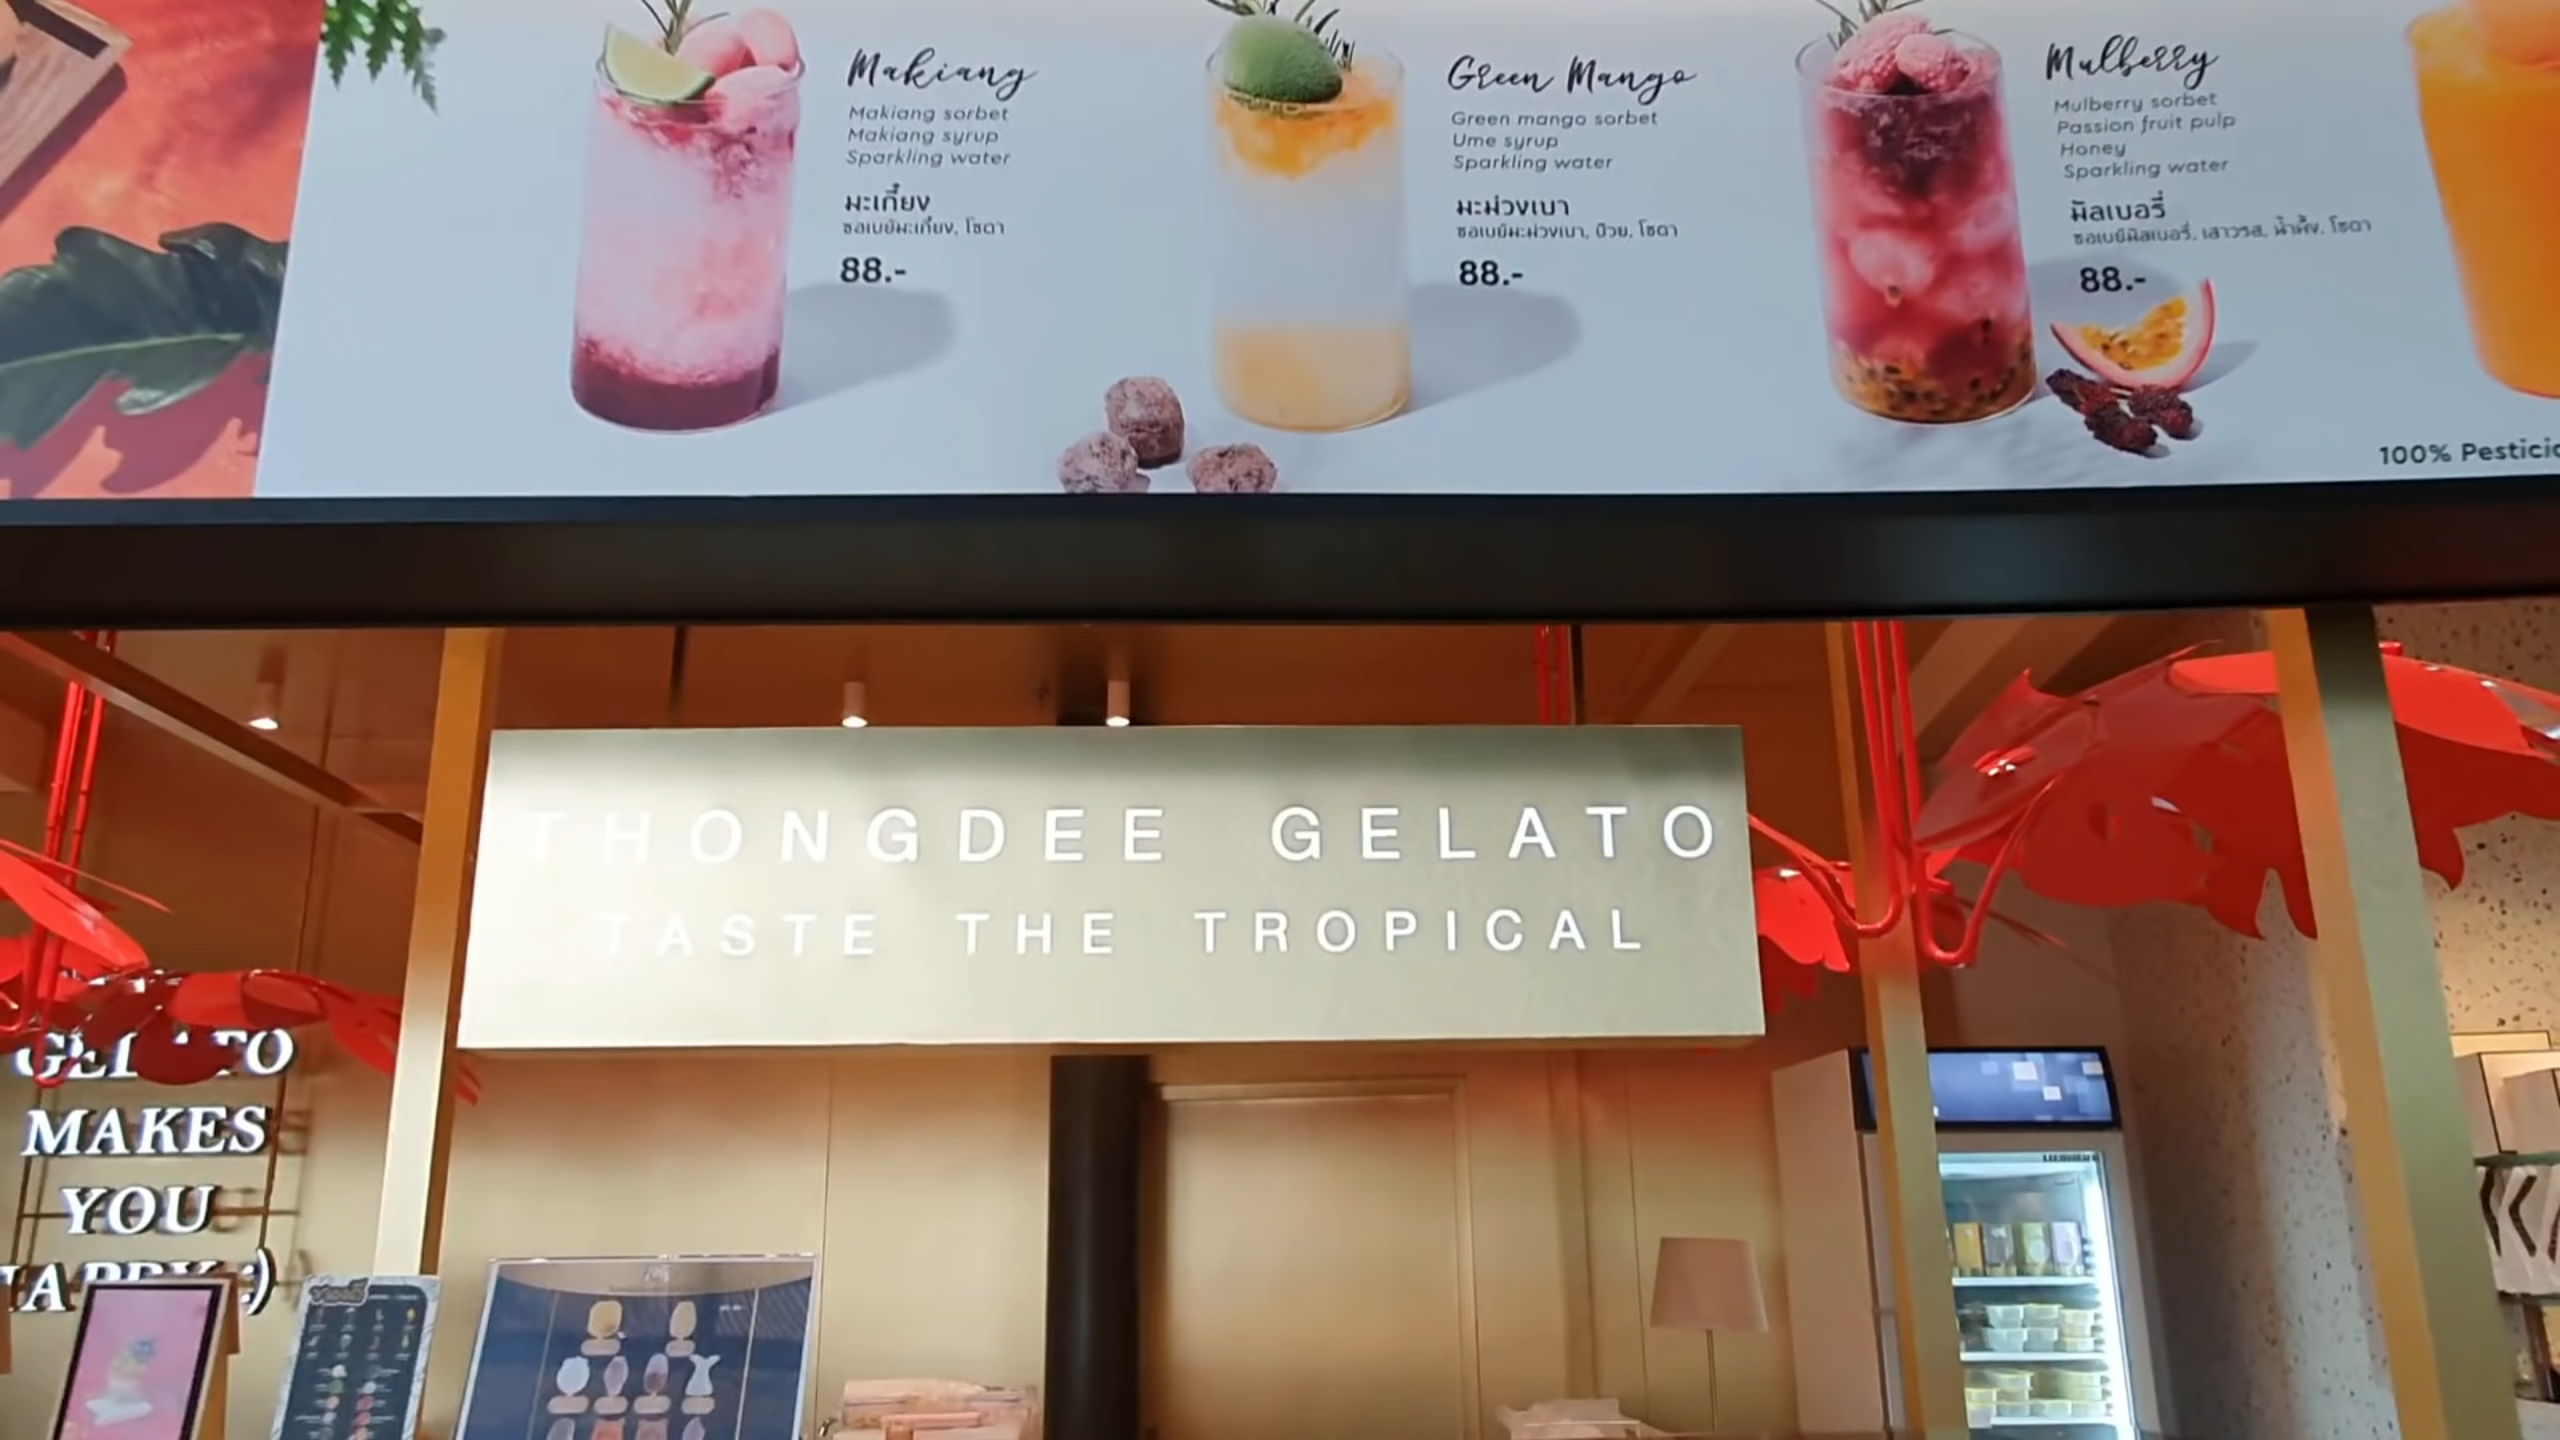 Makiang
Makiang sorbet
Makiang syrup
Sparkling water
มะเกี๋ยง
ซอเบย์มะเกี๋ยง, โซดา
88.-
Green Mango
Green mango sorbet
Ume syrup
Sparkling water
มะม่วงเบา
ซอเบย์มะม่วงเบา, บ๊วย, โซดา
88.-
Mulberry
Mulberry sorbet
Passion fruit pulp
Honey
Sparkling water
มัลเบอรี่
ซอเบย์มัลเบอรี่, เสาวรส, น้ำผึ้ง, โซดา
88.-
100%
THONGDEE GELATO
TASTE THE TROPICAL
GELATO
MAKES
YOU
HAPPY :)